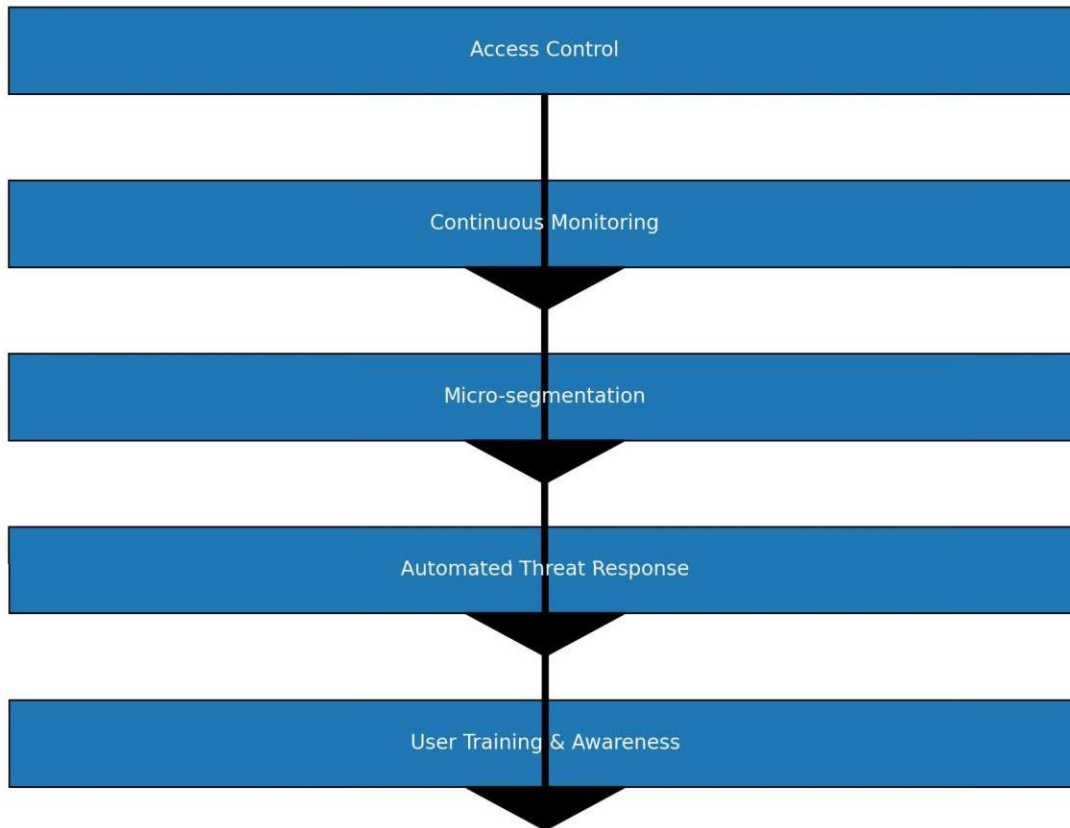 Access Control
Continuous Monitoring
Micro-segmentation
Automated Threat Response
User Training & Awareness